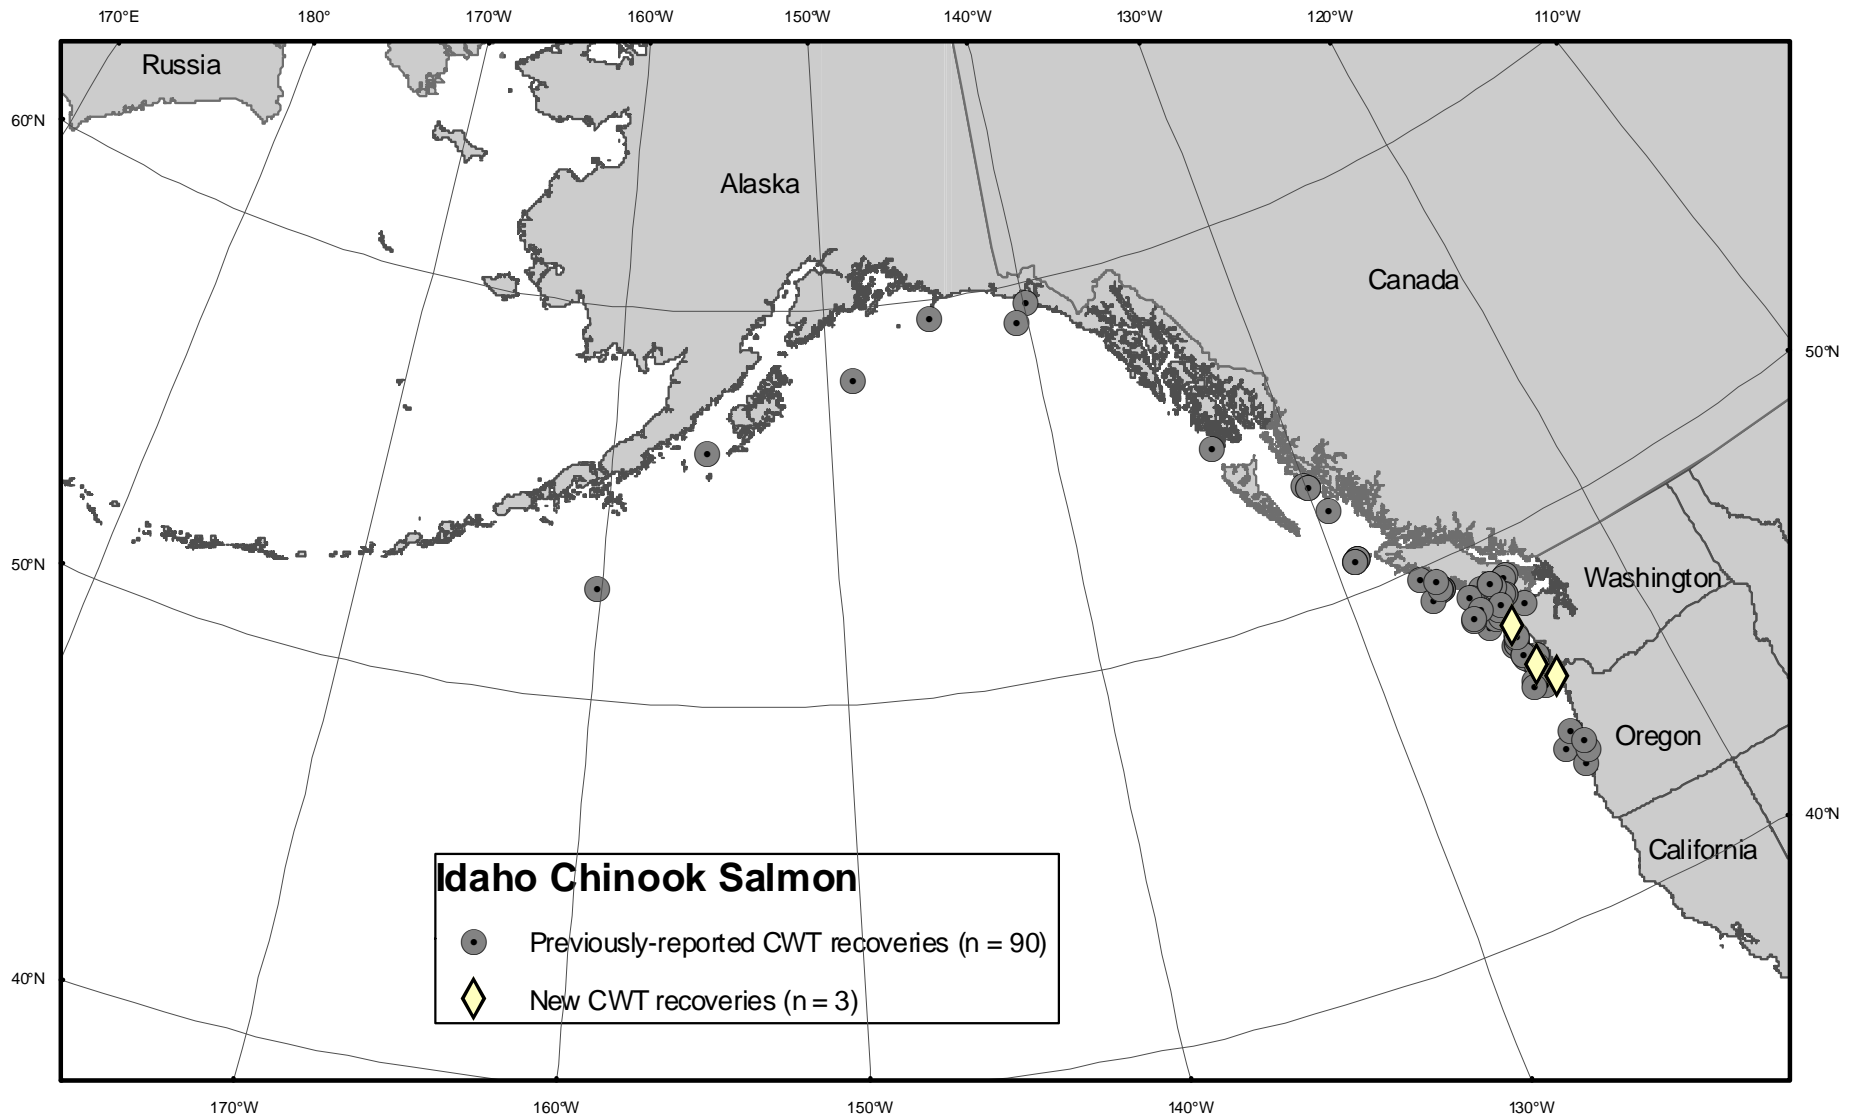 170°E 180° 170°W 160°W 150°W 140°W 130°W 120°W 110°W
Russia
60°N
Alaska
Canada
50°N
50°N
Washington
Oregon
40°N
California
Idaho Chinook Salmon
Previously-reported CWT recoveries (n = 90)
40°N
New CWT recoveries (n = 3)
170°W 160°W 150°W 140°W 130°W